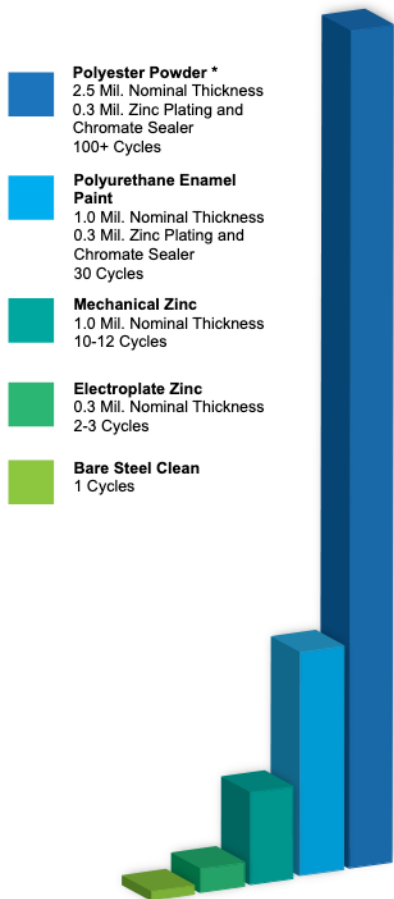 Polyester Powder *
2.5 Mil. Nominal Thickness
0.3 Mil. Zinc Plating and
Chromate Sealer
100+ Cycles
Polyurethane Enamel
Paint
1.0 Mil. Nominal Thickness
0.3 Mil. Zinc Plating and
Chromate Sealer
30 Cycles
Mechanical Zinc
1.0 Mil. Nominal Thickness
10-12 Cycles
Electroplate Zinc
0.3 Mil. Nominal Thickness
2-3 Cycles
Bare Steel Clean
1 Cycles